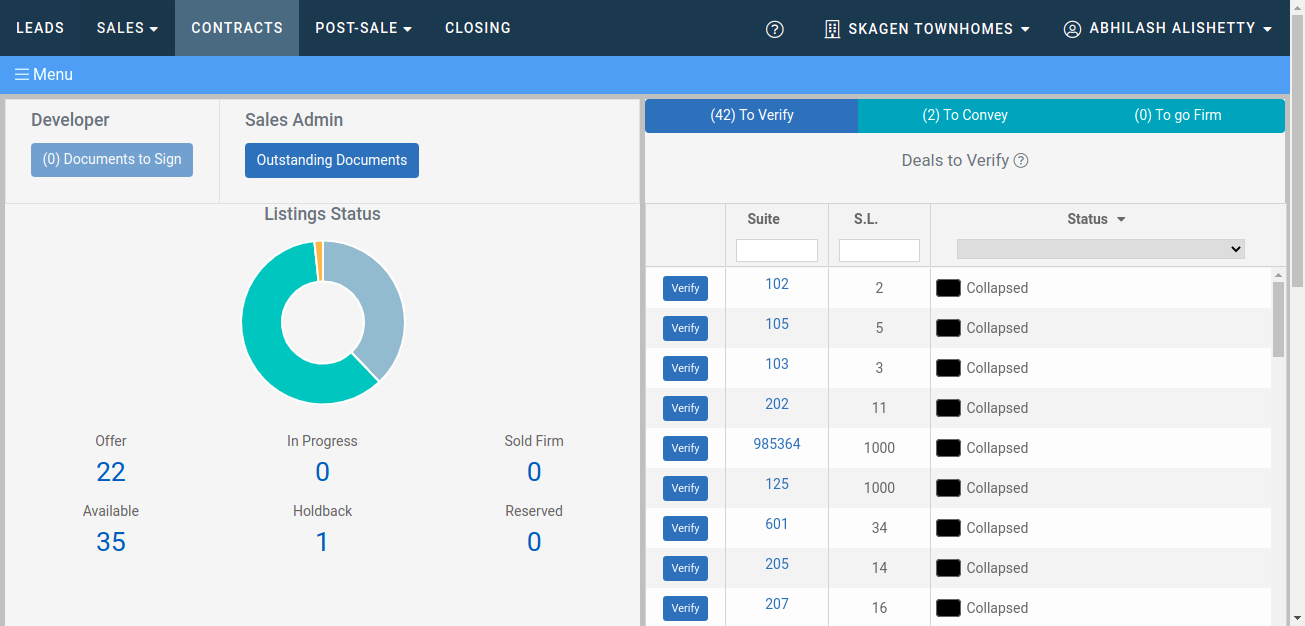 LEADS SALES CONTRACTS POST-SALE CLOSING SKAGEN TOWNHOMES ABHILASH ALISHETTY
Menu
Developer
(0) Documents to Sign
Sales Admin
Outstanding Documents
Listings Status
Offer In Progress Sold Firm
22 0 0
Available Holdback Reserved
35 1 0
(42) To Verify (2) To Convey (0) To go Firm
Deals to Verify ?
Suite S.L. Status
Verify 102 2 Collapsed
Verify 105 5 Collapsed
Verify 103 3 Collapsed
Verify 202 11 Collapsed
Verify 985364 1000 Collapsed
Verify 125 1000 Collapsed
Verify 601 34 Collapsed
Verify 205 14 Collapsed
Verify 207 16 Collapsed